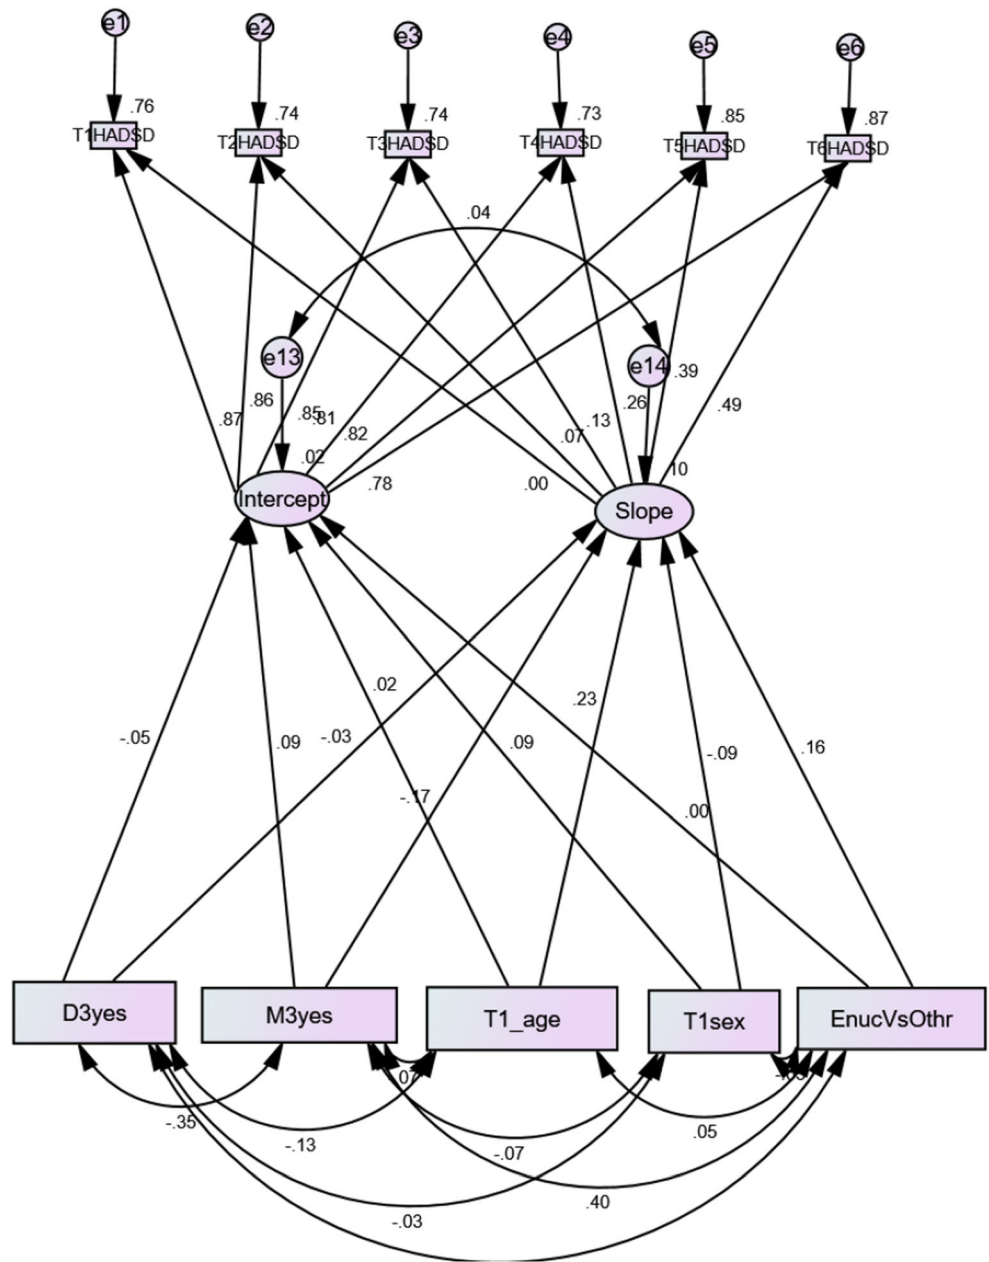 e1
e2
e3
e4
e5
e6
.76
.74
.74
.73
.85
.87
T1HADSD
T2HADSD
T3HADSD
T4HADSD
T5HADSD
T6HADSD
.04
e13
e14
.39
.86
.87
.85
.81
.82
.26
.49
.13
.07
.02
.78
.00
10
Intercept
Slope
.02
.23
-.05
.09
-.03
.09
-.09
.16
-.17
.00
D3yes
M3yes
T1_age
T1sex
EnucVsOthr
.07
-.35
-.13
-.07
.05
.40
-.03